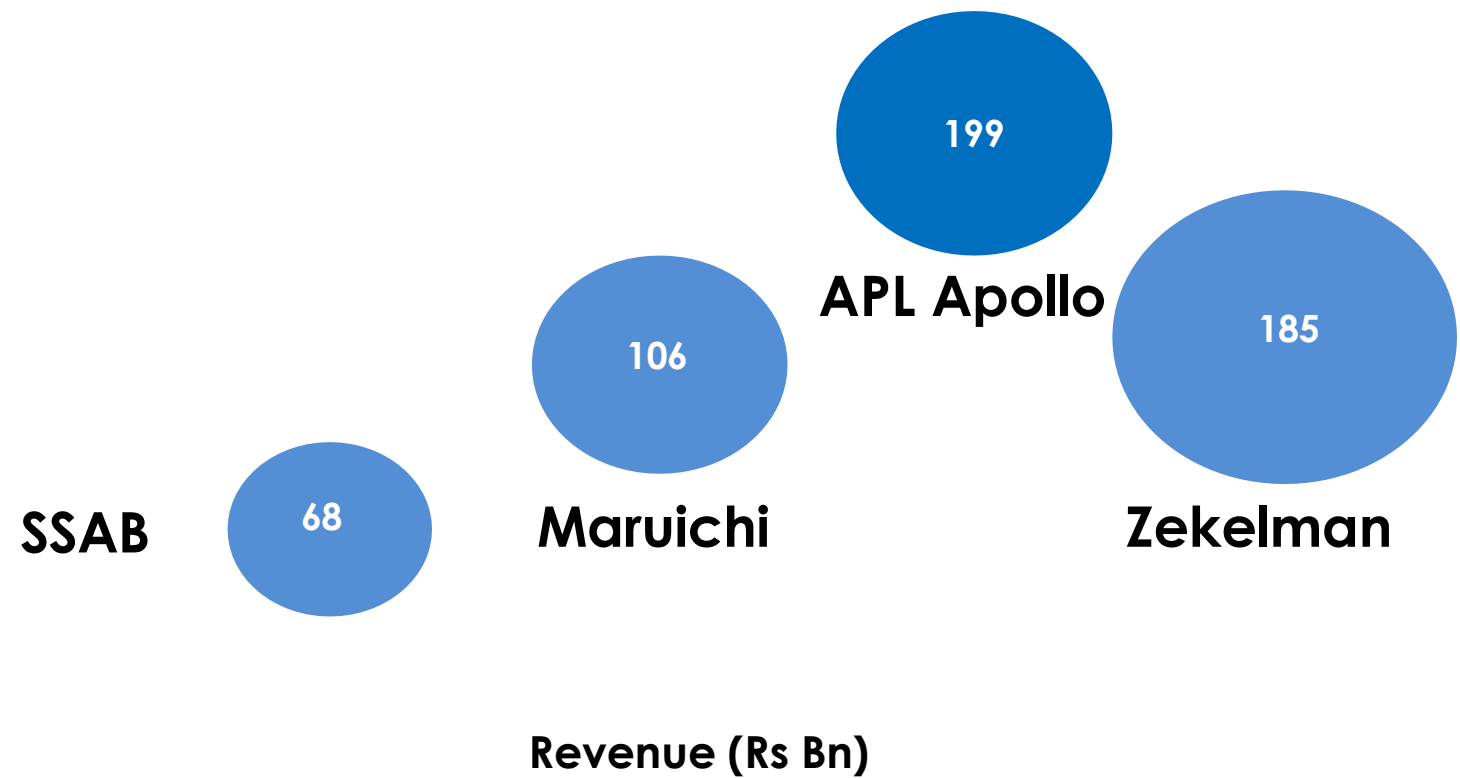 199
APL Apollo
185
106
SSAB
68
Maruichi
Zekelman
Revenue (Rs Bn)